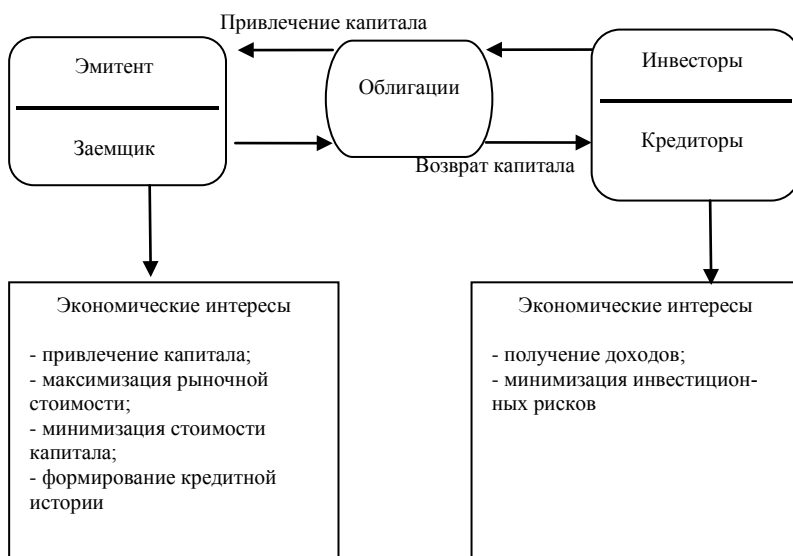 Привлечение капитала
Эмитент
Заемщик
Облигации
Инвесторы
Кредиторы
Возврат капитала
Экономические интересы
- привлечение капитала;
- максимизация рыночной
стоимости;
- минимизация стоимости
капитала;
- формирование кредитной
истории
Экономические интересы
- получение доходов;
- минимизация инвестицион-
ных рисков